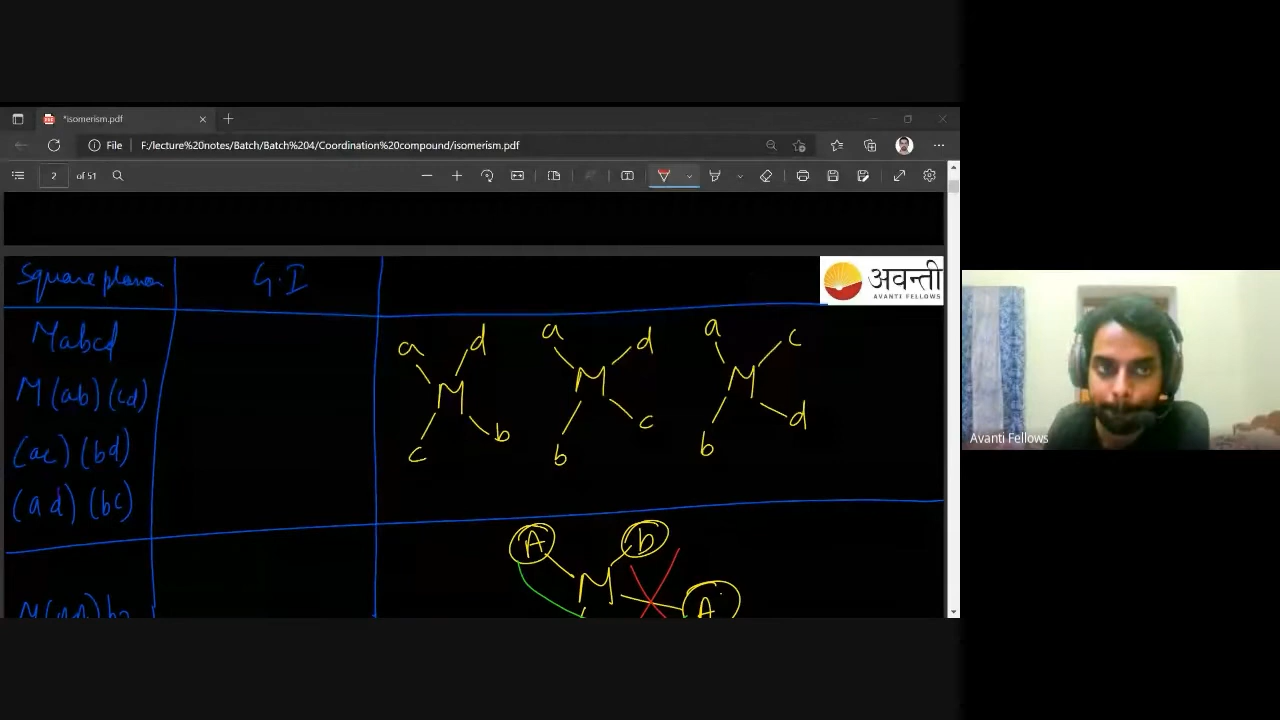 *isomerism.pdf
File F:/lecture%20notes/Batch/Batch%204/Coordination%20compound/isomerism.pdf
2 of 51
Square planar G.I
अवन्ती
AVANTI FELLOWS
Mabcd
M (ab) (cd)
(ac) (bd)
(ad) (bc)
a d
M
c b
a d
M
b c
a c
M
b d
A b
M
A
Avanti Fellows